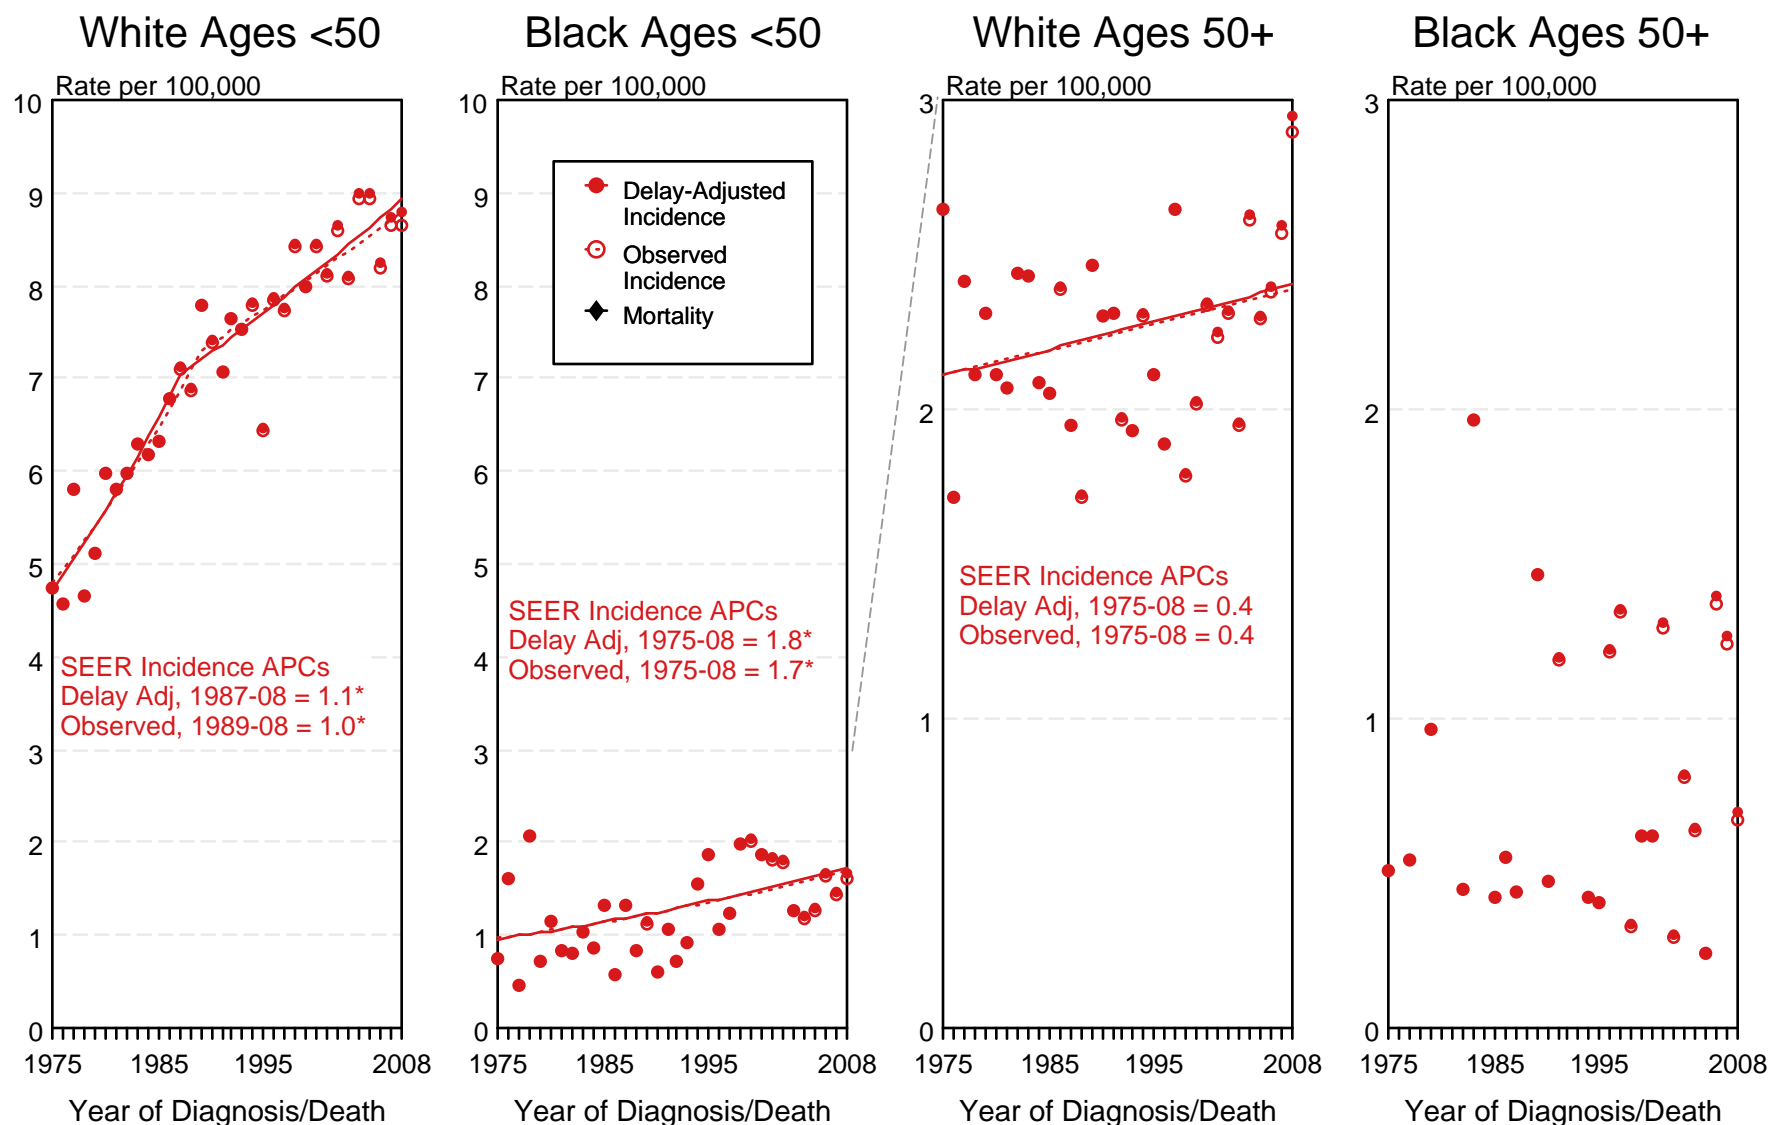 White Ages <50
Black Ages <50
White Ages 50+
Black Ages 50+
Rate per 100,000
Rate per 100,000
Rate per 100,000
Rate per 100,000
10
9
8
7
6
5
4
3
2
1
0
SEER Incidence APCs
Delay Adj, 1987-08 = 1.1*
Observed, 1989-08 = 1.0*
1975
1985
1995
2008
Year of Diagnosis/Death
10
9
8
7
6
5
4
3
2
1
0
Delay-Adjusted
Incidence
Observed
Incidence
Mortality
SEER Incidence APCs
Delay Adj, 1975-08 = 1.8*
Observed, 1975-08 = 1.7*
1975
1985
1995
2008
Year of Diagnosis/Death
3
2
1
0
SEER Incidence APCs
Delay Adj, 1975-08 = 0.4
Observed, 1975-08 = 0.4
1975
1985
1995
2008
Year of Diagnosis/Death
3
2
1
0
1975
1985
1995
2008
Year of Diagnosis/Death